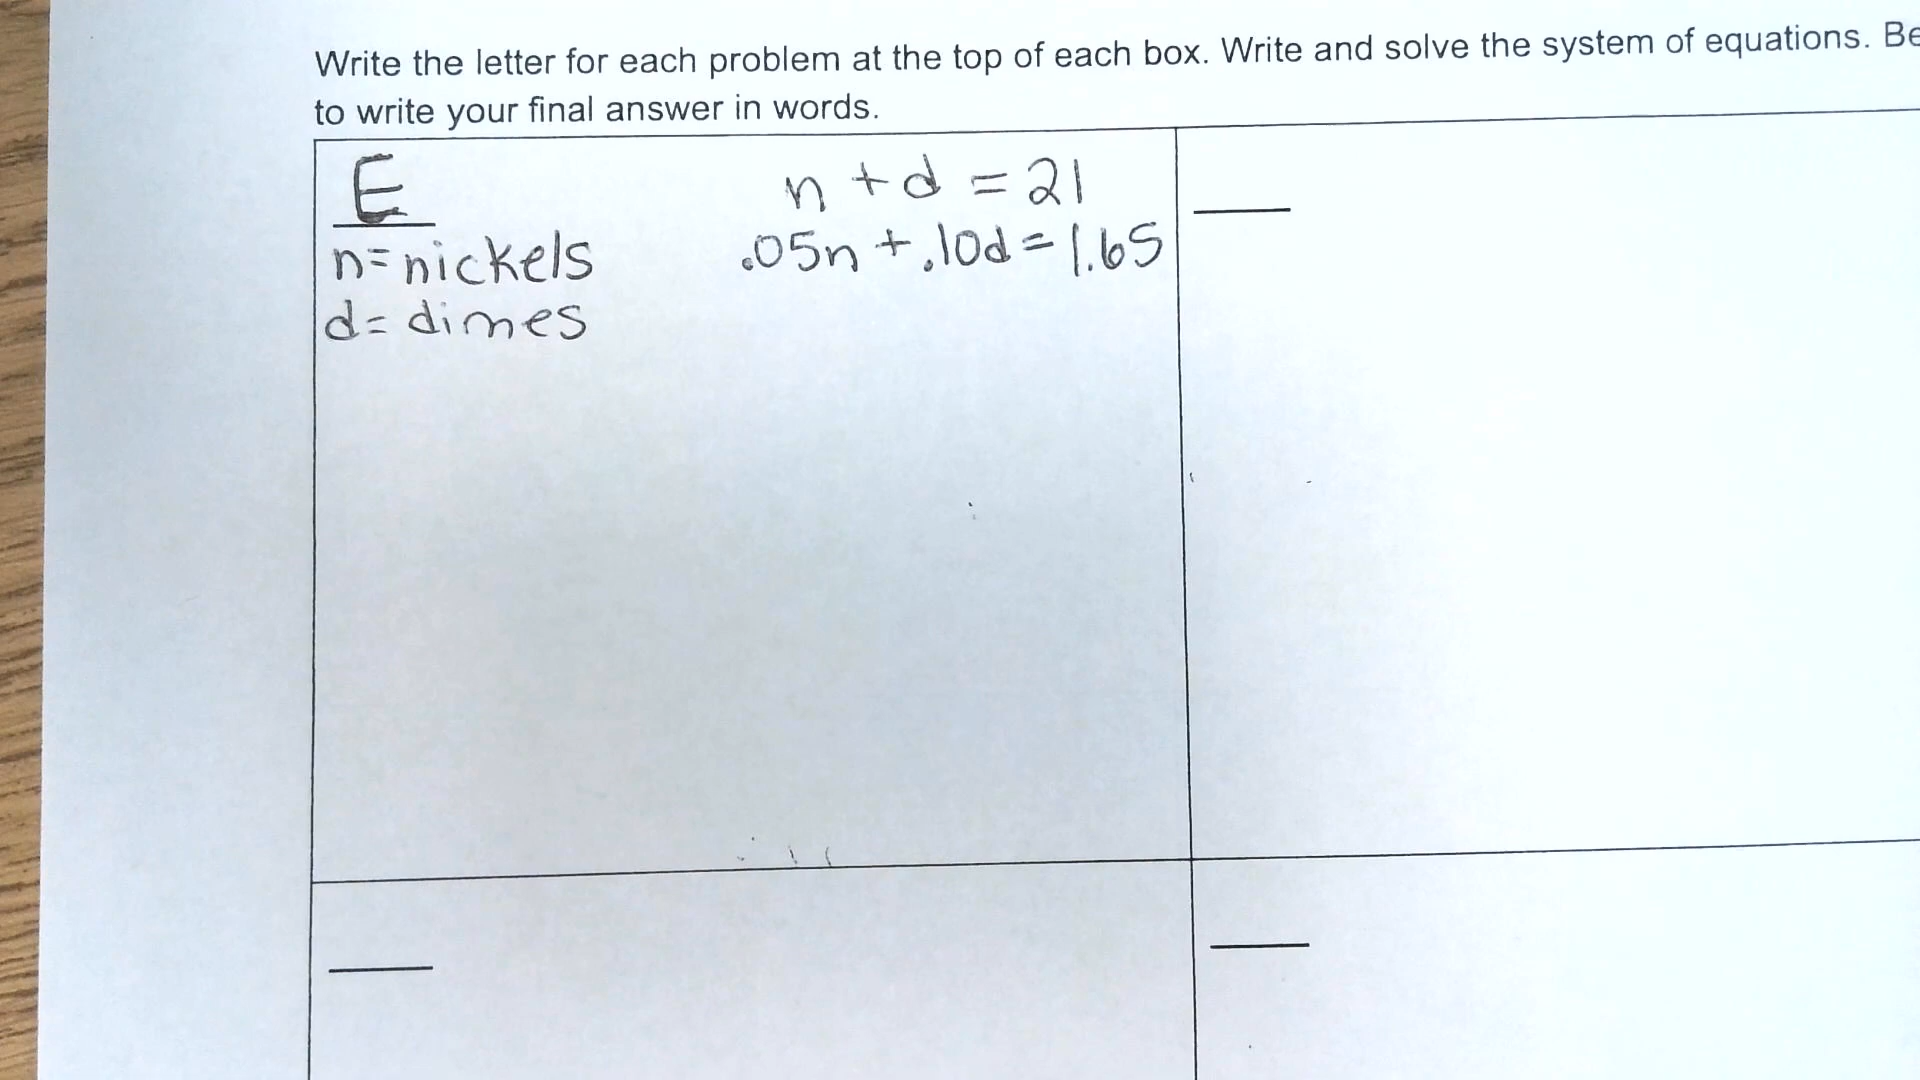 Write the letter for each problem at the top of each box. Write and solve the system of equations.
to write your final answer in words.
E
n + d = 21
n = nickels
.05n + .10d = 1.65
d = dimes